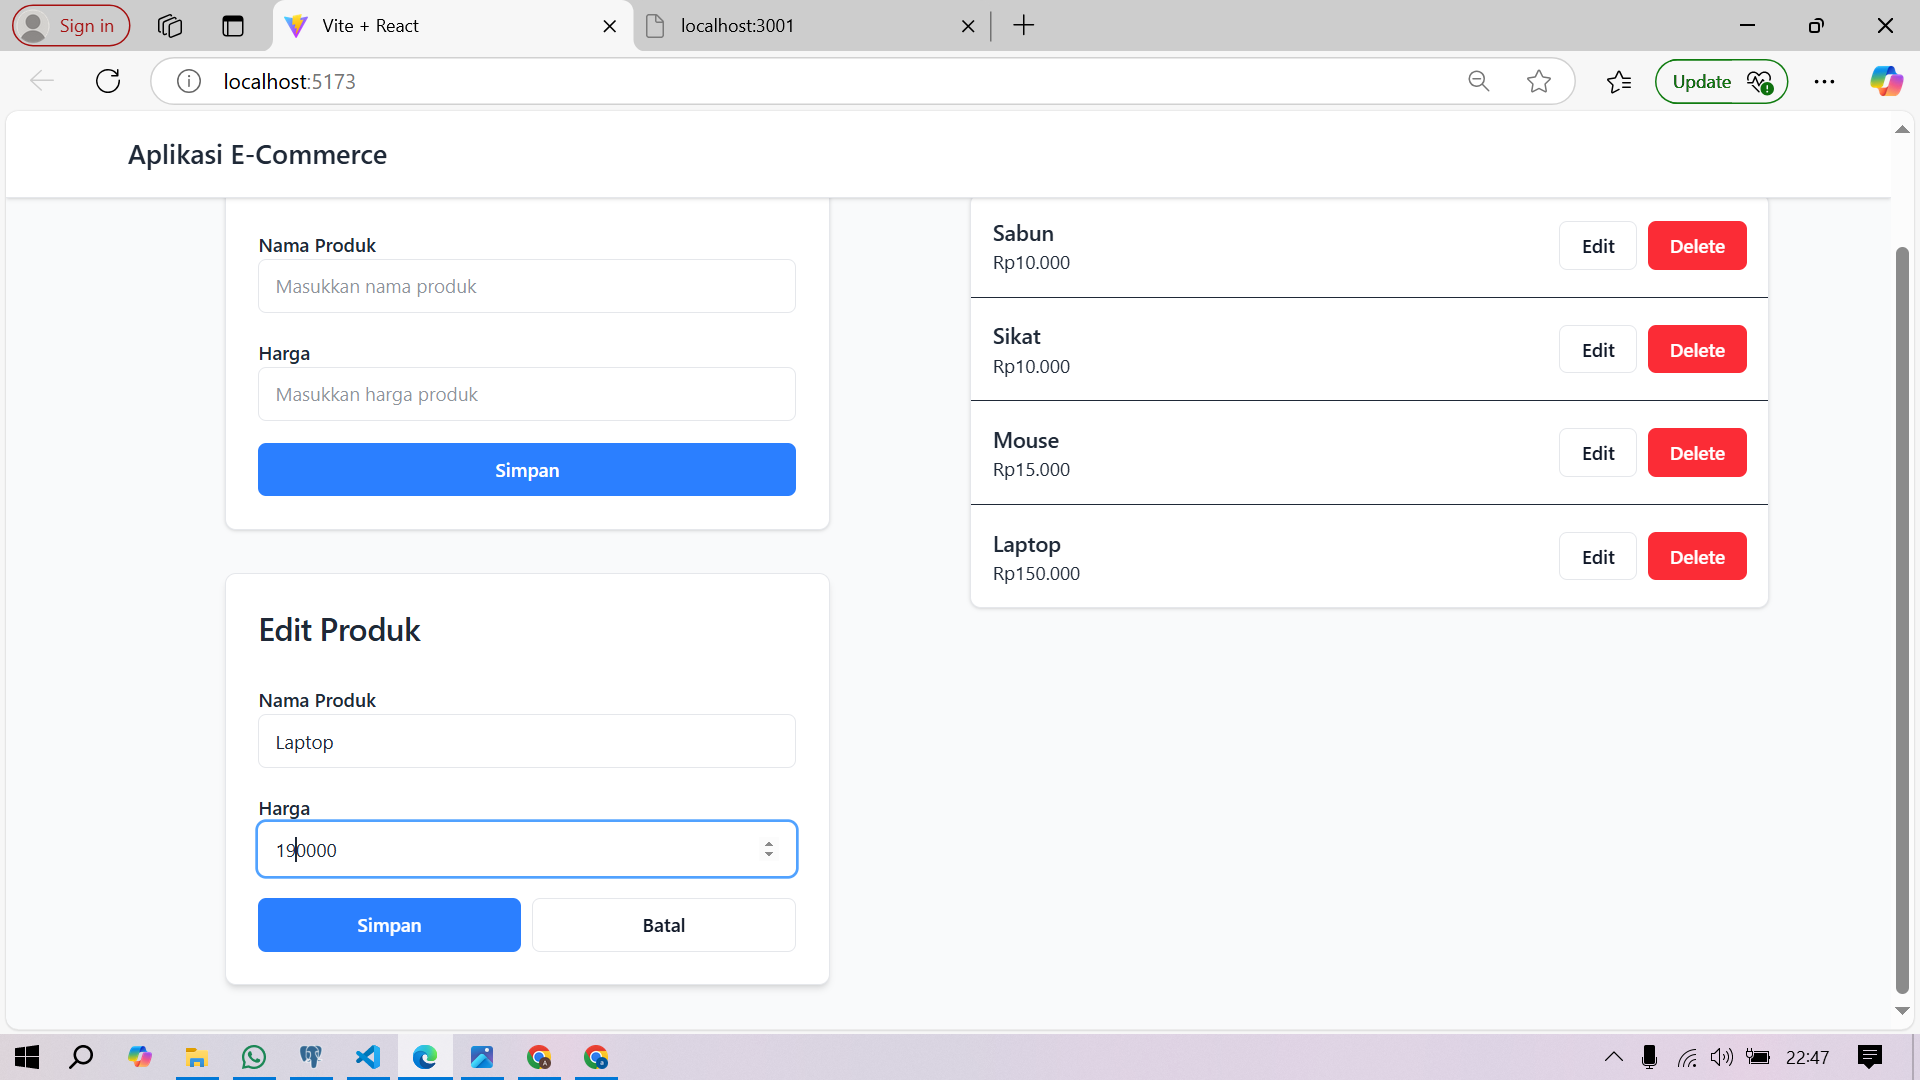 Sign in
Vite + React
localhost:3001
localhost:5173
Update
Aplikasi E-Commerce
Nama Produk
Masukkan nama produk
Harga
Masukkan harga produk
Simpan
Edit Produk
Nama Produk
Laptop
Harga
190000
Simpan
Batal
Sabun
Rp10.000
Edit
Delete
Sikat
Rp10.000
Edit
Delete
Mouse
Rp15.000
Edit
Delete
Laptop
Rp150.000
Edit
Delete
22:47